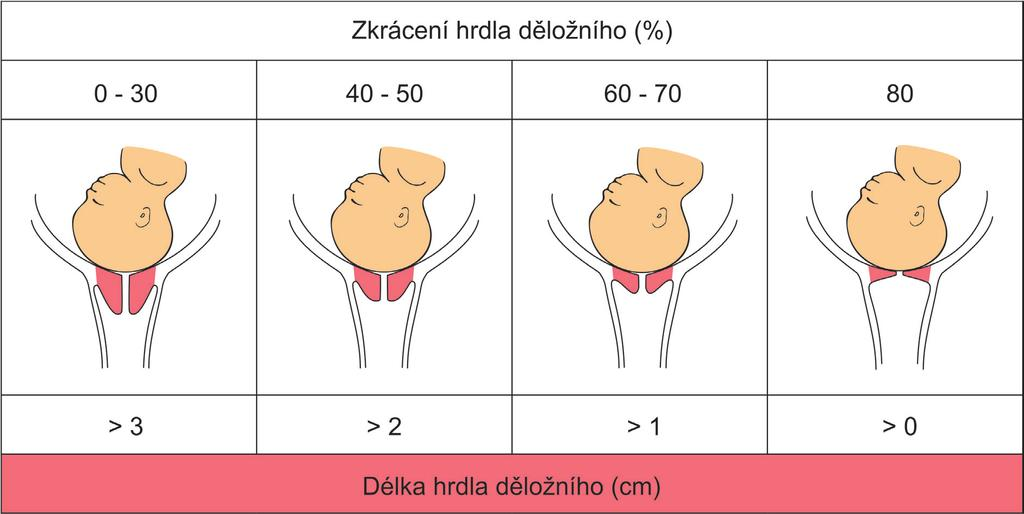 Zkrácení hrdla děložního (%)
0 - 30 40 - 50 60 - 70 80
> 3 > 2 > 1 > 0
Délka hrdla děložního (cm)